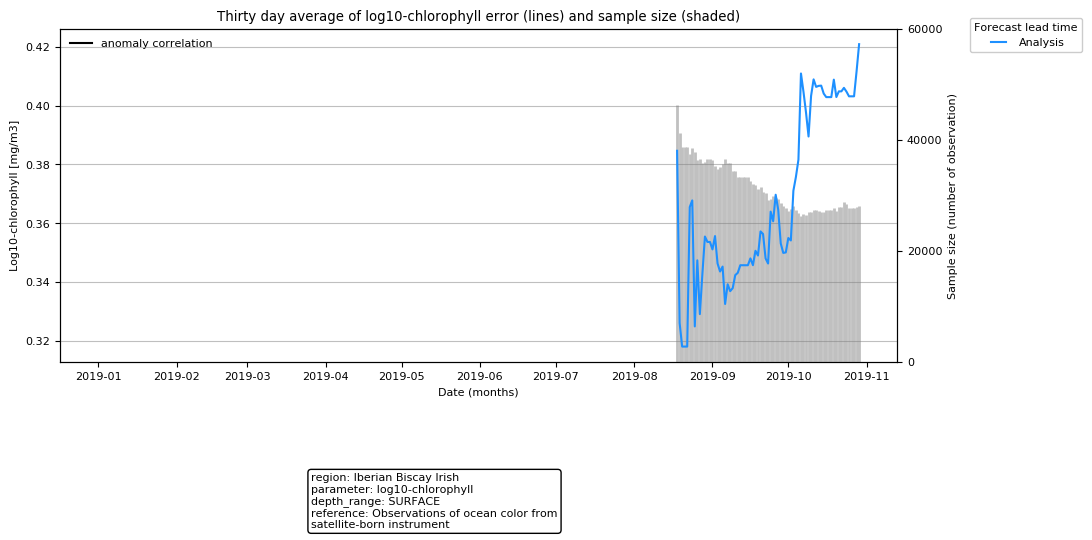 Thirty day average of log10-chlorophyll error (lines) and sample size (shaded)
anomaly correlation
Forecast lead time
Analysis
Log10-chlorophyll [mg/m3]
0.42
0.40
0.38
0.36
0.34
0.32
60000
40000
20000
0
Sample size (number of observation)
2019-01 2019-02 2019-03 2019-04 2019-05 2019-06 2019-07 2019-08 2019-09 2019-10 2019-11
Date (months)
region: Iberian Biscay Irish
parameter: log10-chlorophyll
depth_range: SURFACE
reference: Observations of ocean color from
satellite-born instrument